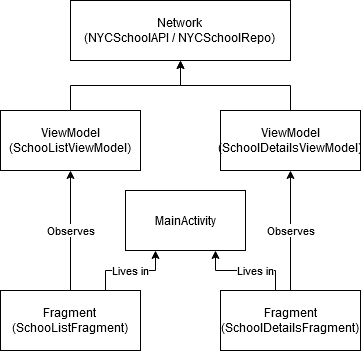 Network
(NYCSchoolAPI / NYCSchoolRepo)
ViewModel
(SchooListViewModel)
ViewModel
(SchoolDetailsViewModel)
MainActivity
Observes
Observes
Lives in
Lives in
Fragment
(SchooListFragment)
Fragment
(SchoolDetailsFragment)